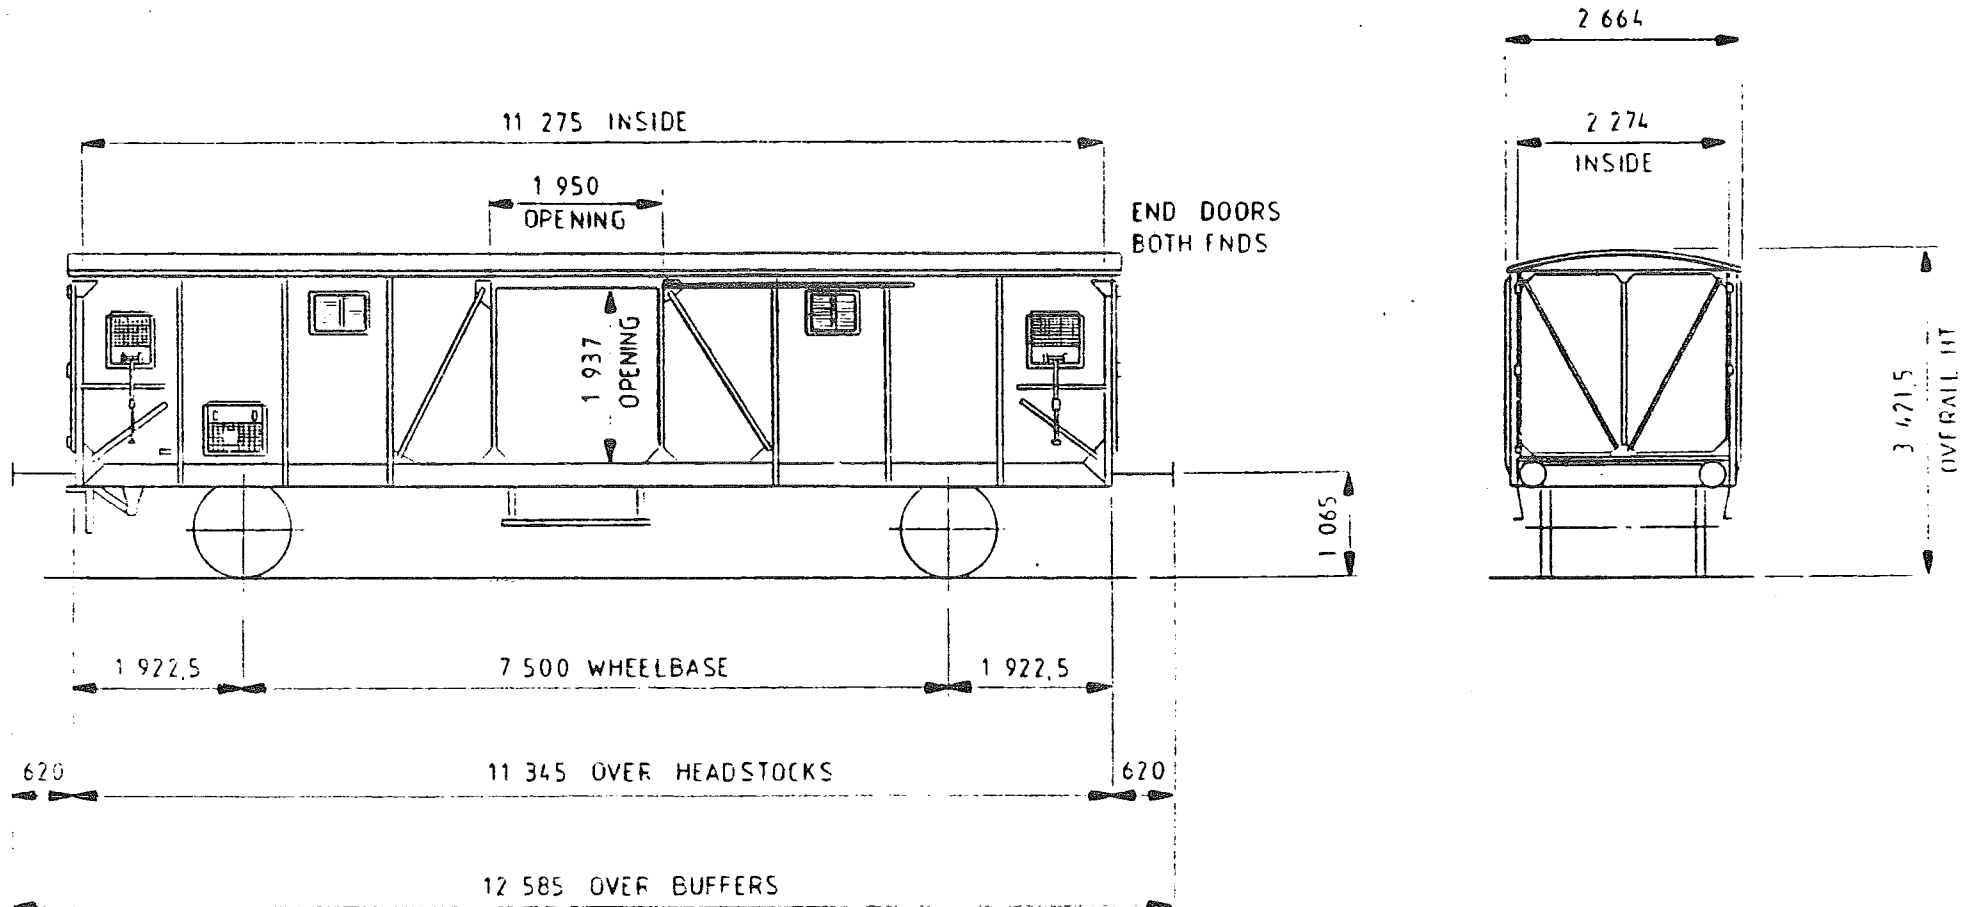 2 664
11 275 INSIDE
2 274
INSIDE
1 950
OPENING
END DOORS
BOTH ENDS
1 937
OPENING
3 421,5
OVERALL HT
1 065
1 922,5
7 500 WHEELBASE
1 922,5
620
11 345 OVER HEADSTOCKS
620
12 585 OVER BUFFERS